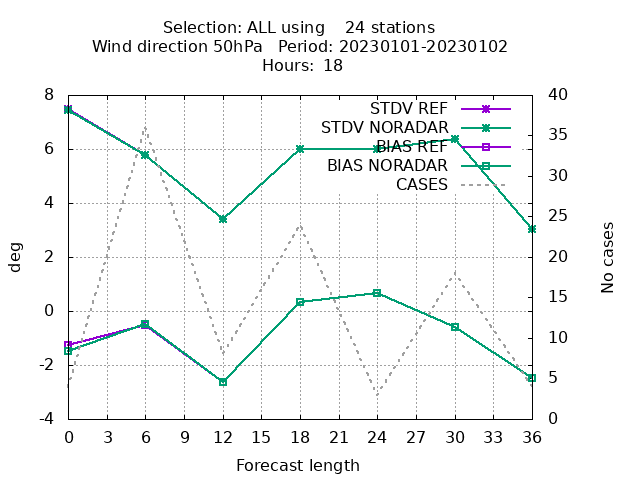 Selection: ALL using    24 stations
Wind direction 50hPa   Period: 20230101-20230102
Hours: 18
STDV REF
STDV NORADAR
BIAS REF
BIAS NORADAR
CASES
8
6
4
2
0
-2
-4
deg
40
35
30
25
20
15
10
5
0
No cases
0 3 6 9 12 15 18 21 24 27 30 33 36
Forecast length